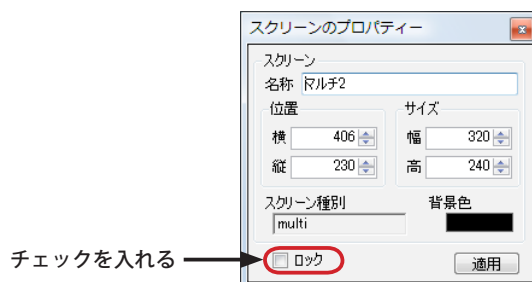 スクリーンのプロパティー
スクリーン
名称 マルチ2
位置 サイズ
横 406 幅 320
縦 230 高 240
スクリーン種別 背景色
multi
チェックを入れる ロック 適用